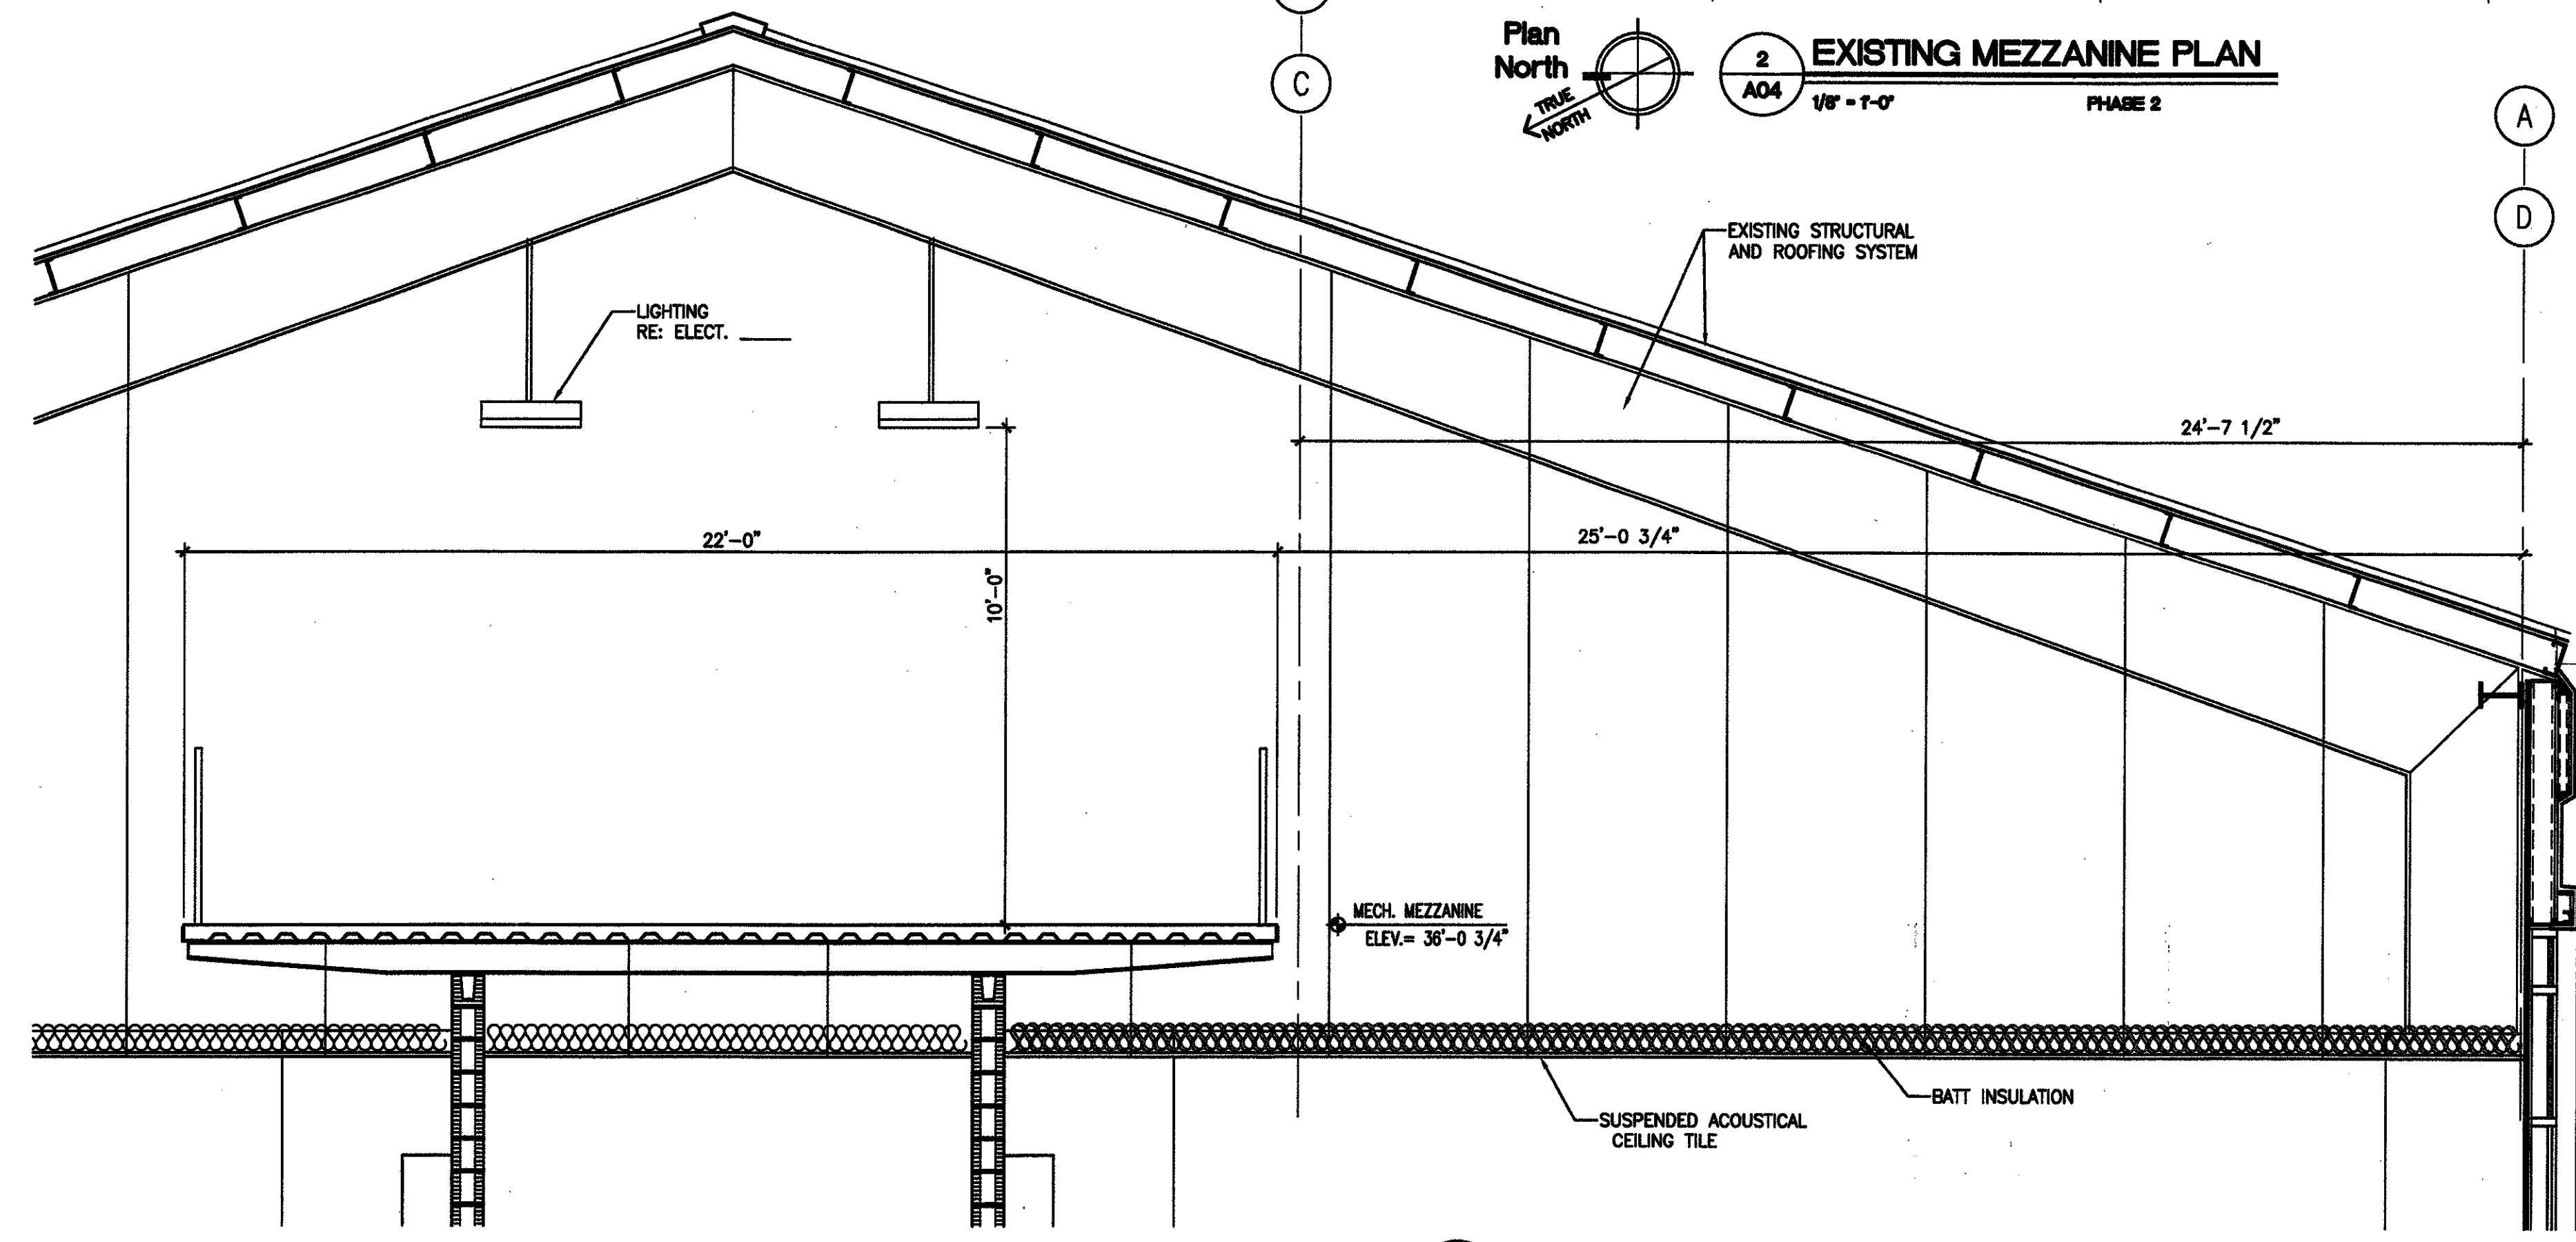 Plan
North
TRUE
NORTH
2
A04
EXISTING MEZZANINE PLAN
1/8" = 1'-0"
PHASE 2
C
A
D
EXISTING STRUCTURAL
AND ROOFING SYSTEM
LIGHTING
RE: ELECT. ____
24'-7 1/2"
22'-0"
25'-0 3/4"
10'-0"
MECH. MEZZANINE
ELEV.= 36'-0 3/4"
BATT INSULATION
SUSPENDED ACOUSTICAL
CEILING TILE